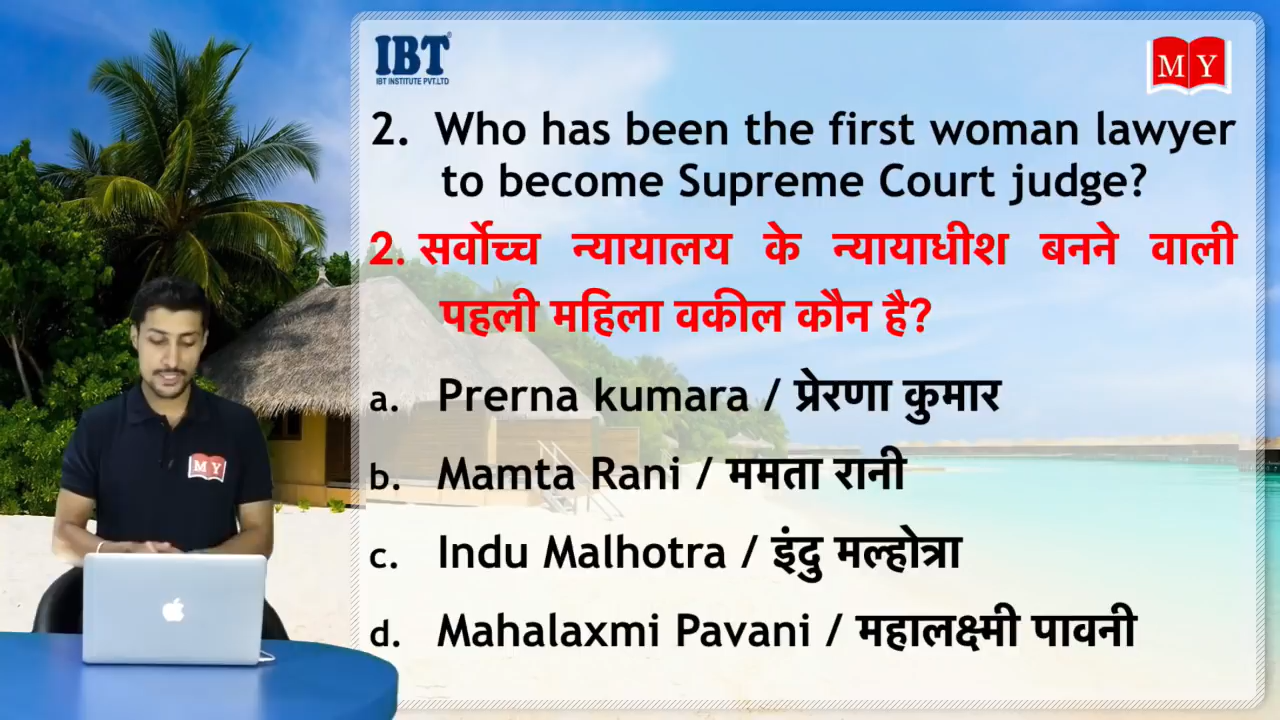 IBT
IBT INSTITUTE PVT.LTD
M Y
2. Who has been the first woman lawyer
to become Supreme Court judge?
2. सर्वोच्च न्यायालय के न्यायाधीश बनने वाली
पहली महिला वकील कौन है?
a. Prerna kumara / प्रेरणा कुमार
b. Mamta Rani / ममता रानी
c. Indu Malhotra / इंदु मल्होत्रा
d. Mahalaxmi Pavani / महालक्ष्मी पावनी
M Y